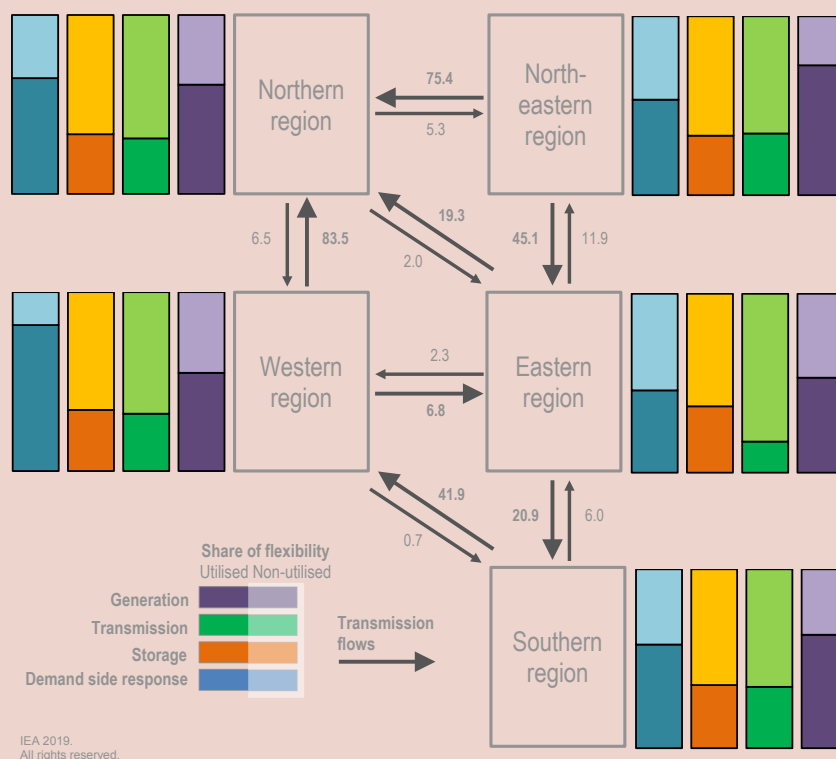 Northern
region
75.4
5.3
North-
eastern
region
6.5
83.5
19.3
2.0
45.1
11.9
Western
region
2.3
6.8
Eastern
region
41.9
0.7
20.9
6.0
Share of flexibility
Utilised Non-utilised
Generation
Transmission
Storage
Demand side response
Transmission
flows
Southern
region
IEA 2019.
All rights reserved.